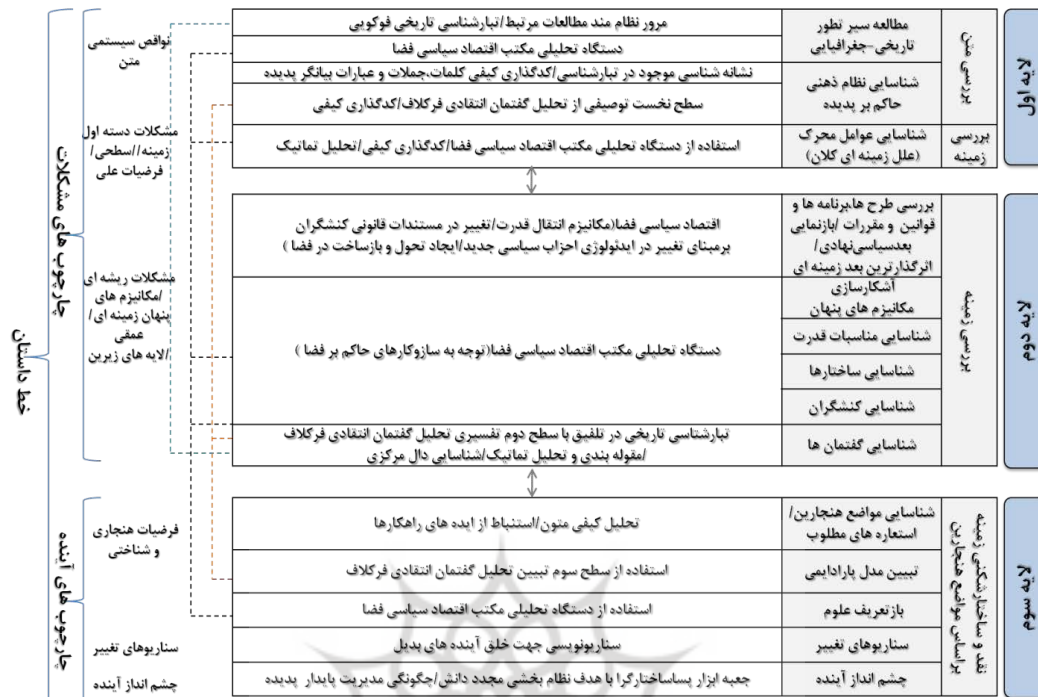 لایه اول
بررسی متن
مطالعه سیر تطور
تاریخی-جغرافیایی
مرور نظام مند مطالعات مرتبط/تبارشناسی تاریخی فوکویی
دستگاه تحلیلی مکتب اقتصاد سیاسی فضا
شناسایی نظام ذهنی
حاکم بر پدیده
نشانه شناسی موجود در تبارشناسی/کدگذاری کیفی کلمات،جملات و عبارات بیانگر پدیده
سطح نخست توصیفی از تحلیل گفتمان انتقادی فرکلاف/کدگذاری کیفی
بررسی
زمینه
شناسایی عوامل محرک
(علل زمینه ای کلان)
استفاده از دستگاه تحلیلی مکتب اقتصاد سیاسی فضا/کدگذاری کیفی/تحلیل تماتیک
لایه دوم
بررسی زمینه
بررسی طرح ها،برنامه ها و
قوانین و مقررات /بازنمایی
بعدسیاسی‌نهادی/
اثرگذارترین بعد زمینه ای
اقتصاد سیاسی فضا(مکانیزم انتقال قدرت/تغییر در مستندات قانونی کنشگران
برمبنای تغییر در ایدئولوژی احزاب سیاسی جدید/ایجاد تحول و بازساخت در فضا )
آشکارسازی
مکانیزم های پنهان
شناسایی مناسبات قدرت
شناسایی ساختارها
شناسایی کنشگران
دستگاه تحلیلی مکتب اقتصاد سیاسی فضا(توجه به سازوکارهای حاکم بر فضا )
شناسایی گفتمان ها
تبارشتاسی تاریخی در تلفیق با سطح دوم تفسیری تحلیل گفتمان انتقادی فرکلاف
/مقوله بندی و تحلیل تماتیک/شناسایی دال مرکزی
لایه سوم
نقد و ساختارشکنی زمینه
براساس مواضع هنجارین
شناسایی مواضع هنجارین/
استعاره های مطلوب
تحلیل کیفی متون/استنباط از ایده های راهکارها
تبیین مدل پارادایمی
استفاده از سطح سوم تبیین تحلیل گفتمان انتقادی فرکلاف
بازتعریف علوم
استفاده از دستگاه تحلیلی مکتب اقتصاد سیاسی فضا
سناریوهای تغییر
سناریونویسی جهت خلق آینده های بدیل
چشم انداز آینده
جعبه ابزار پساساختارگرا با هدف نظام بخشی مجدد دانش/چگونگی مدیریت پایدار پدیده
نواقص سیستمی
متن
مشکلات دسته اول
زمینه//سطحی/
فرضیات علی
مشکلات ریشه ای
/مکانیزم های
پنهان زمینه ای/
عمقی
/لایه های زیرین
فرضیات هنجاری
و شناختی
سناریوهای تغییر
چشم انداز آینده
چارچوب های مشکلات
چارچوب های آینده
خط داستان